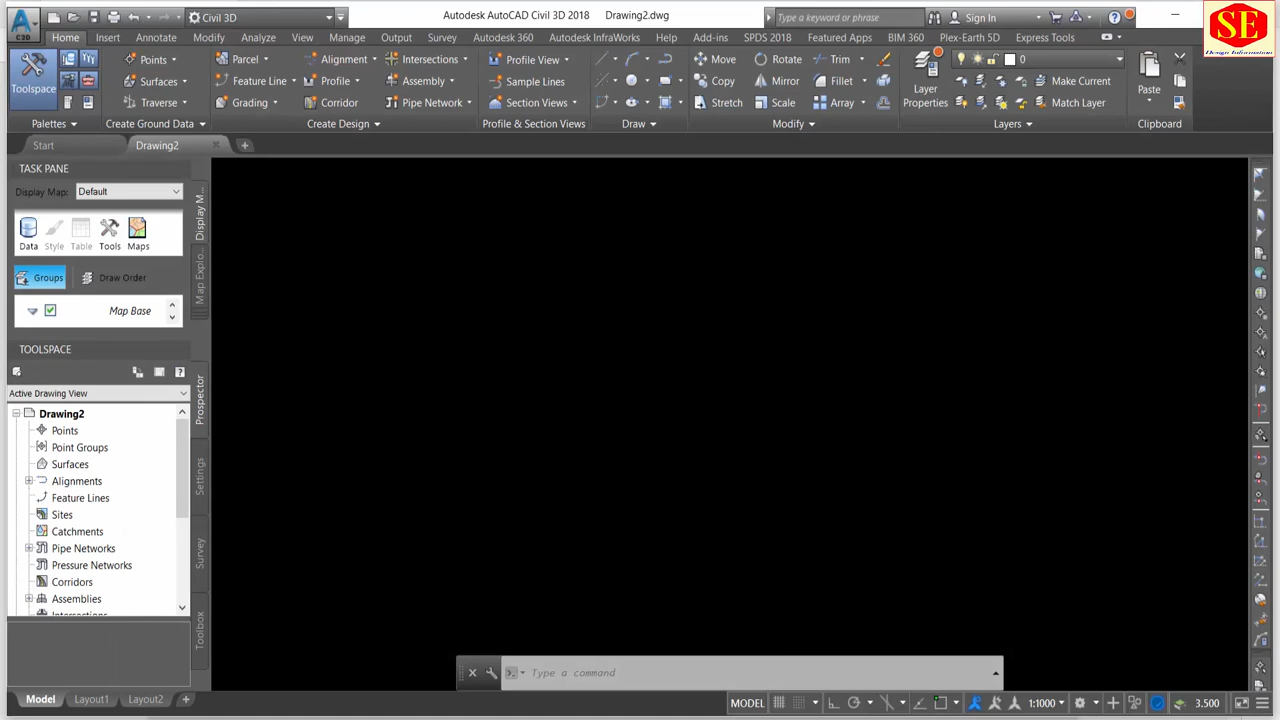 Civil 3D
Autodesk AutoCAD Civil 3D 2018 Drawing2.dwg
Type a keyword or phrase
Sign In
SE
Design Information
C3D
Home Insert Annotate Modify Analyze View Manage Output Survey Autodesk 360 Autodesk InfraWorks Help Add-ins SPDS 2018 Featured Apps BIM 360 Plex-Earth 5D Express Tools
Toolspace
Palettes
Points
Surfaces
Traverse
Create Ground Data
Parcel
Feature Line
Grading
Alignment
Profile
Corridor
Intersections
Assembly
Pipe Network
Create Design
Profile View
Sample Lines
Section Views
Profile & Section Views
Draw
Move
Copy
Stretch
Rotate
Mirror
Scale
Trim
Fillet
Array
Modify
Layer
Properties
0
Make Current
Match Layer
Layers
Paste
Clipboard
Start Drawing2
TASK PANE
Display Map: Default
Data Style Table Tools Maps
Groups Draw Order
Map Base
Display M...
Map Explo...
TOOLSPACE
Active Drawing View
Drawing2
Points
Point Groups
Surfaces
Alignments
Feature Lines
Sites
Catchments
Pipe Networks
Pressure Networks
Corridors
Assemblies
Intersections
Prospector
Settings
Survey
Toolbox
Type a command
Model Layout1 Layout2
MODEL 1:1000 3.500